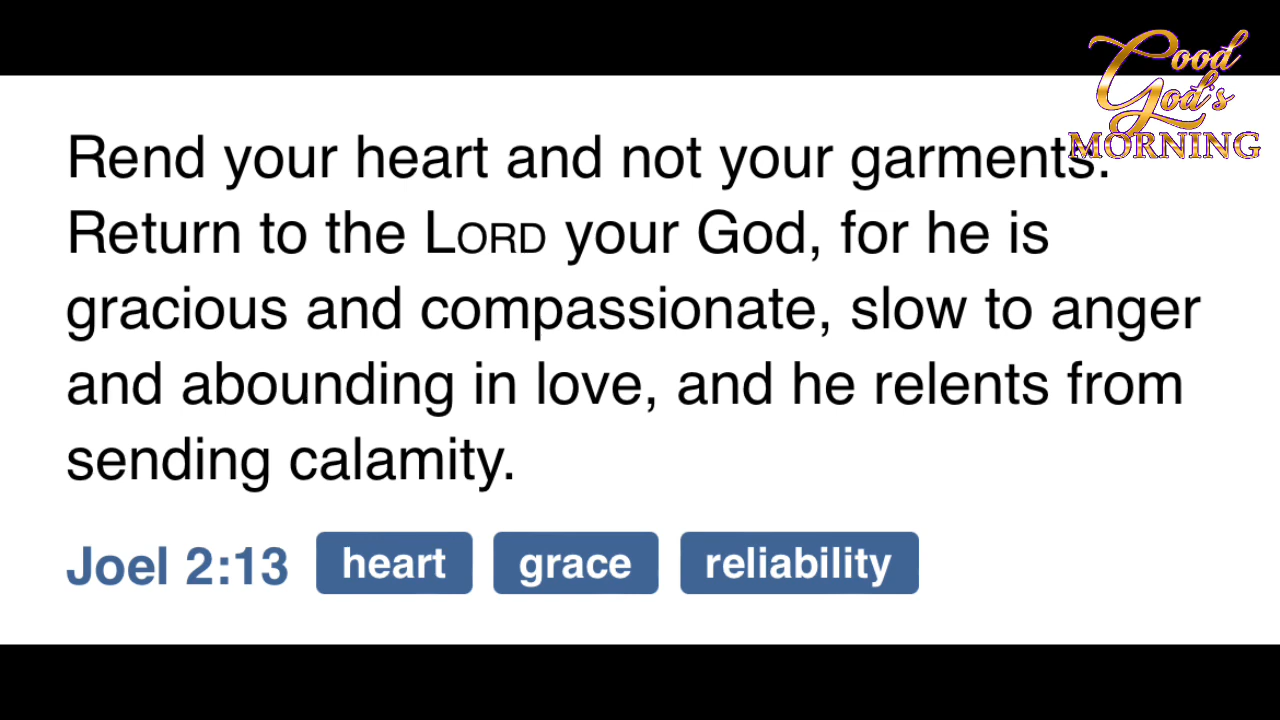 Good
God's
MORNING
Rend your heart and not your garments.
Return to the LORD your God, for he is
gracious and compassionate, slow to anger
and abounding in love, and he relents from
sending calamity.
Joel 2:13 heart grace reliability